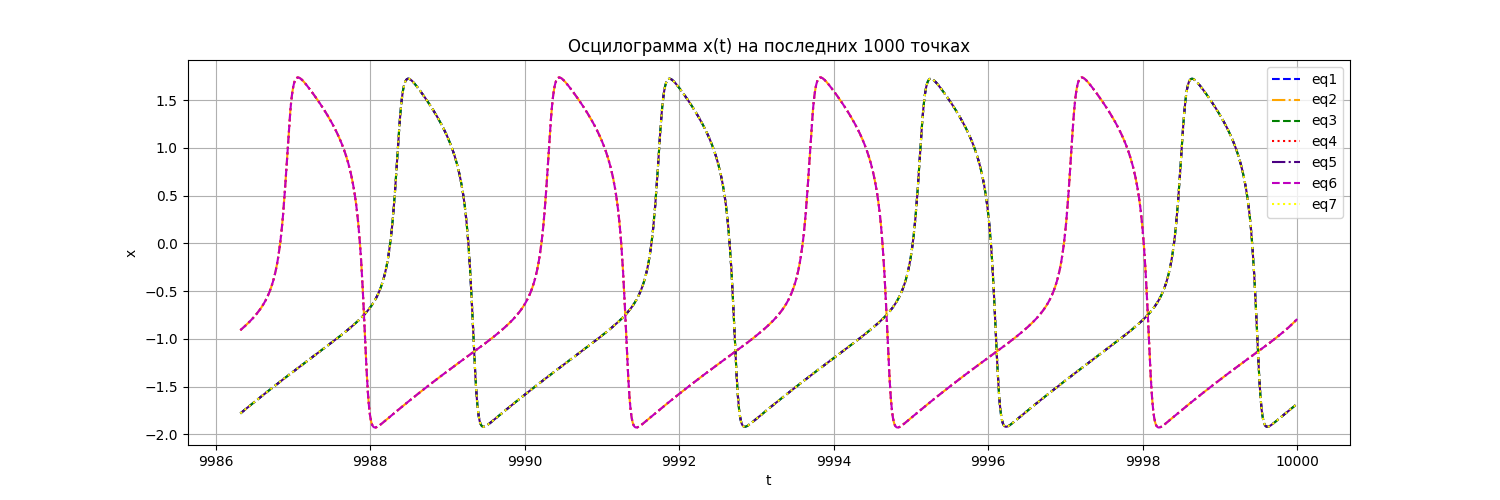 Осцилограмма x(t) на последних 1000 точках
1.5
1.0
0.5
0.0
−0.5
−1.0
−1.5
−2.0
x
9986 9988 9990 9992 9994 9996 9998 10000
t
eq1
eq2
eq3
eq4
eq5
eq6
eq7